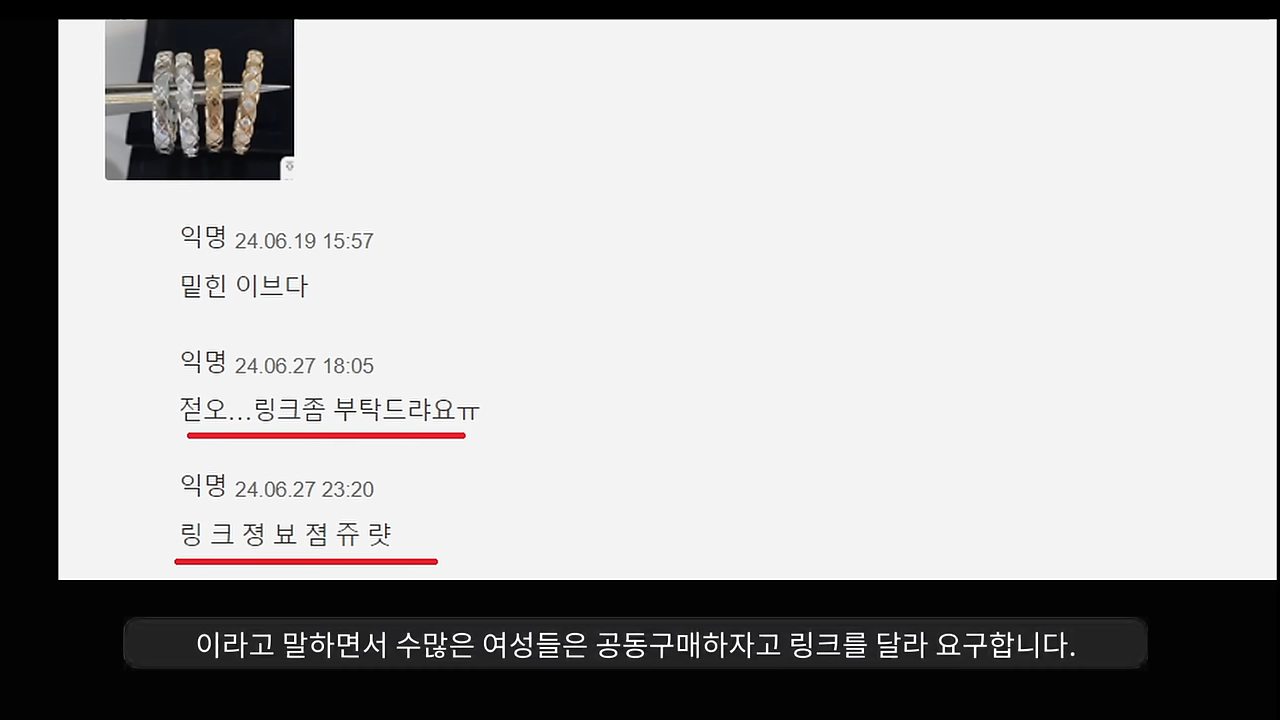 익명 24.06.19 15:57
밑힌 이브다
익명 24.06.27 18:05
젇오...링크좀 부탁드랴요ㅠ
익명 24.06.27 23:20
링 크 졍 뵤 졈 쥬 럇
이라고 말하면서 수많은 여성들은 공동구매하자고 링크를 달라 요구합니다.